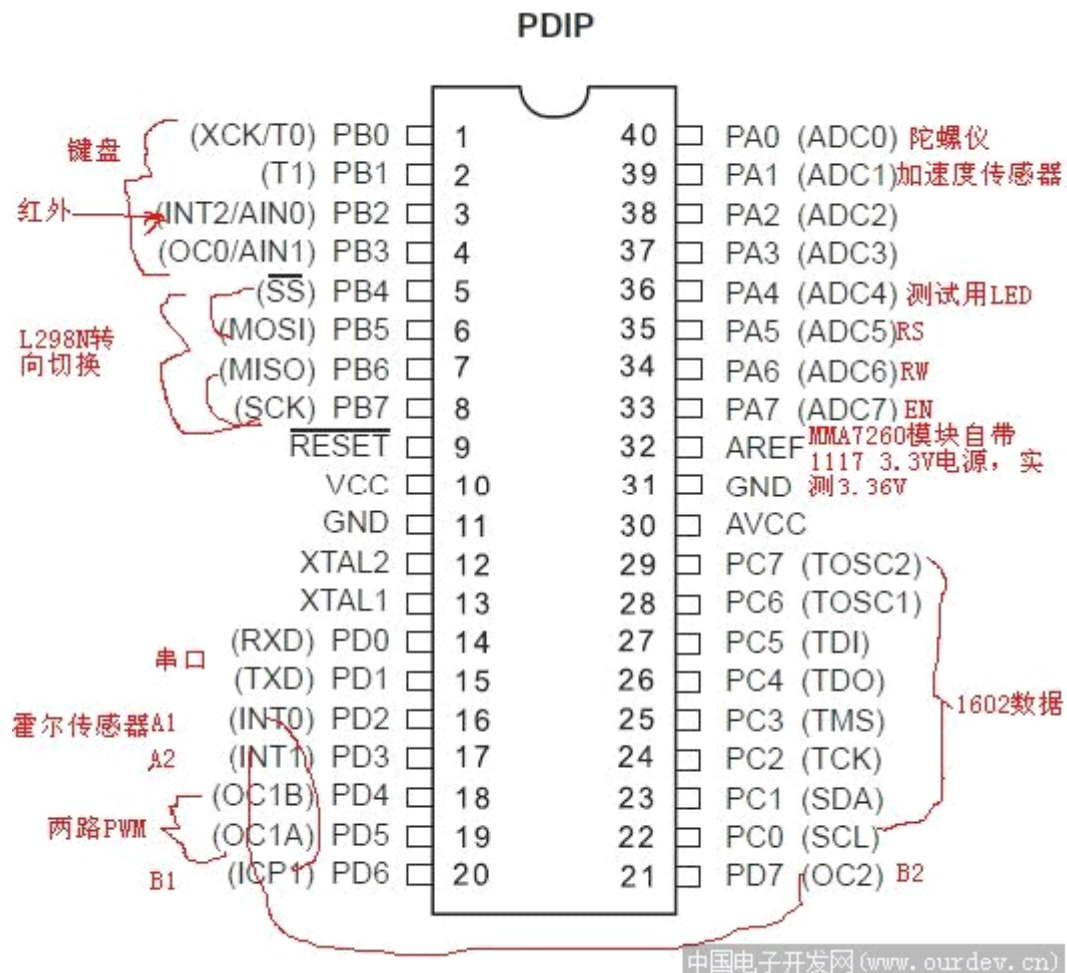 PDIP
键盘
红外
L298N转
向切换
串口
霍尔传感器A1
A2
两路PWM
B1
(XCK/T0) PB0 1
(T1) PB1 2
(INT2/AIN0) PB2 3
(OC0/AIN1) PB3 4
(SS) PB4 5
(MOSI) PB5 6
(MISO) PB6 7
(SCK) PB7 8
RESET 9
VCC 10
GND 11
XTAL2 12
XTAL1 13
(RXD) PD0 14
(TXD) PD1 15
(INT0) PD2 16
(INT1) PD3 17
(OC1B) PD4 18
(OC1A) PD5 19
(ICP1) PD6 20
40 PA0 (ADC0) 陀螺仪
39 PA1 (ADC1)加速度传感器
38 PA2 (ADC2)
37 PA3 (ADC3)
36 PA4 (ADC4) 测试用LED
35 PA5 (ADC5)RS
34 PA6 (ADC6)RW
33 PA7 (ADC7) EN
32 AREF
31 GND
MMA7260模块自带
1117 3.3V电源，实
测3.36V
30 AVCC
29 PC7 (TOSC2)
28 PC6 (TOSC1)
27 PC5 (TDI)
26 PC4 (TDO)
25 PC3 (TMS)
24 PC2 (TCK)
23 PC1 (SDA)
22 PC0 (SCL)
21 PD7 (OC2) B2
1602数据
中国电子开发网(www.ourdev.cn)